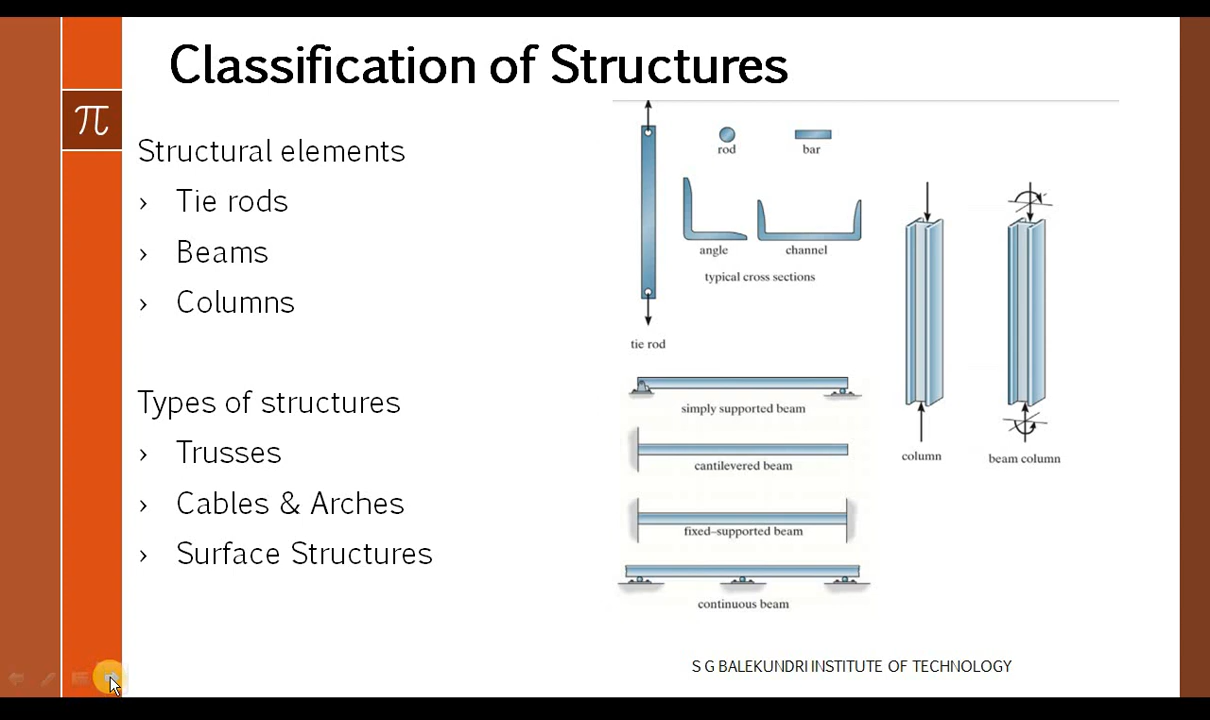 Classification of Structures
π
Structural elements
› Tie rods
› Beams
› Columns
Types of structures
› Trusses
› Cables & Arches
› Surface Structures
rod
bar
angle
channel
typical cross sections
tie rod
simply supported beam
cantilevered beam
fixed–supported beam
continuous beam
column
beam column
S G BALEKUNDRI INSTITUTE OF TECHNOLOGY